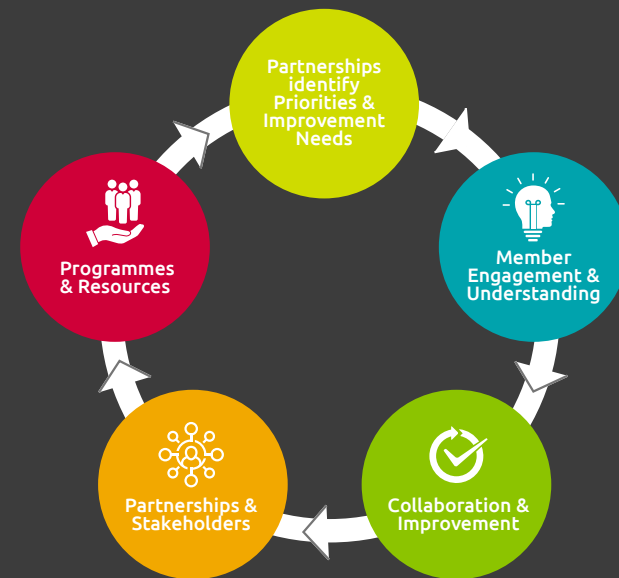 Partnerships
identify
Priorities &
Improvement
Needs
Member
Engagement &
Understanding
Collaboration &
Improvement
Partnerships &
Stakeholders
Programmes
& Resources